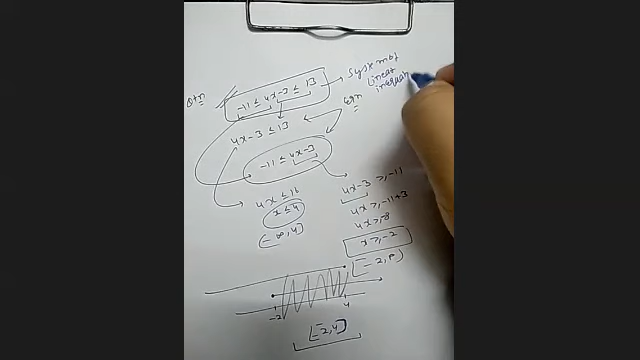 -11 ≤ 4x-3 ≤ 13
System of
Linear
4x-3 ≤ 13
-11 ≤ 4x-3
4x ≤ 16
x ≤ 4
(-∞, 4]
4x-3 ≥ -11
4x ≥ -11+3
4x ≥ -8
x ≥ -2
[-2, ∞)
-2
4
[-2, 4]